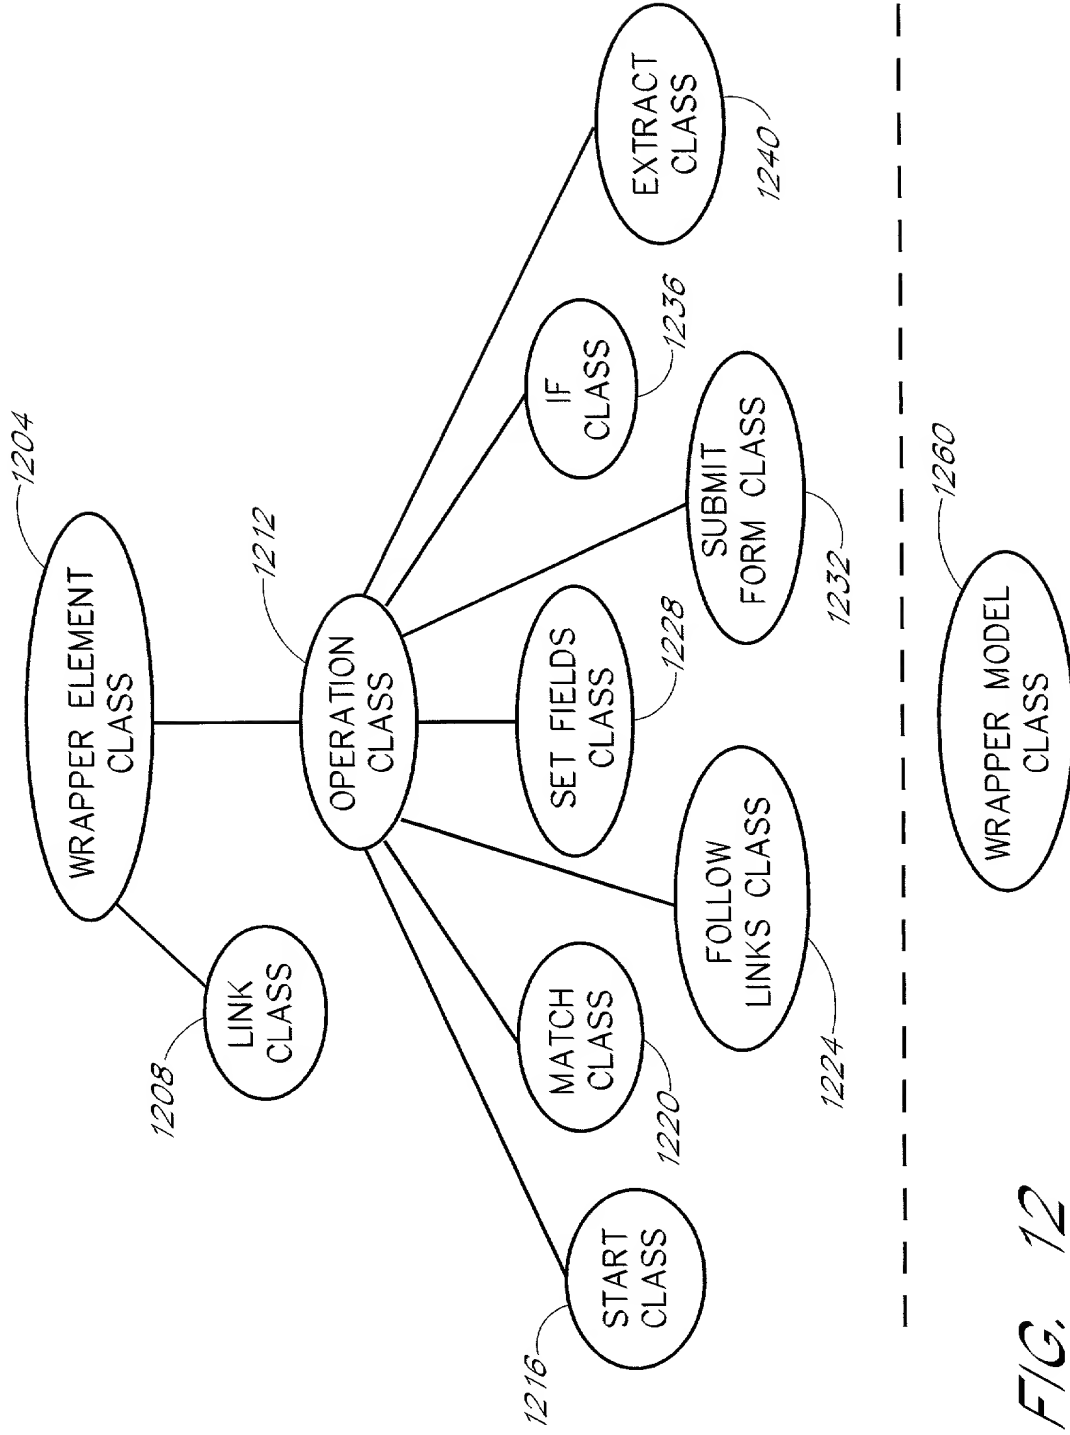 1204
WRAPPER ELEMENT
CLASS
1208
LINK
CLASS
1212
OPERATION
CLASS
1216
START
CLASS
1220
MATCH
CLASS
1224
FOLLOW
LINKS CLASS
1228
SET FIELDS
CLASS
1232
SUBMIT
FORM CLASS
1236
IF
CLASS
1240
EXTRACT
CLASS
1260
WRAPPER MODEL
CLASS
FIG. 12